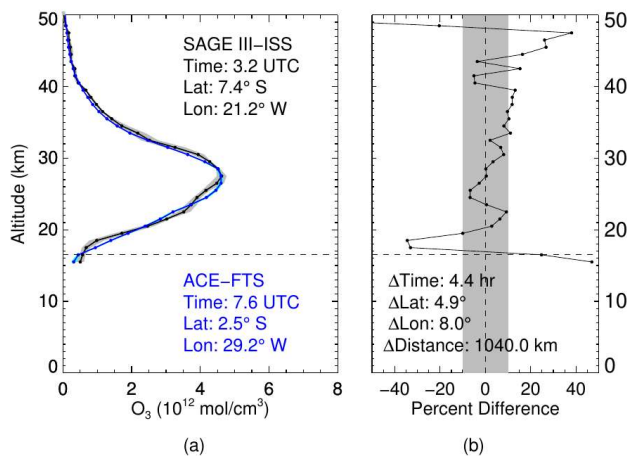 50
40
30
20
10
0
Altitude (km)
SAGE III−ISS
Time: 3.2 UTC
Lat: 7.4° S
Lon: 21.2° W
ACE−FTS
Time: 7.6 UTC
Lat: 2.5° S
Lon: 29.2° W
0 2 4 6 8
O₃ (10¹² mol/cm³)
(a)
ΔTime: 4.4 hr
ΔLat: 4.9°
ΔLon: 8.0°
ΔDistance: 1040.0 km
50
40
30
20
10
0
−40 −20 0 20 40
Percent Difference
(b)